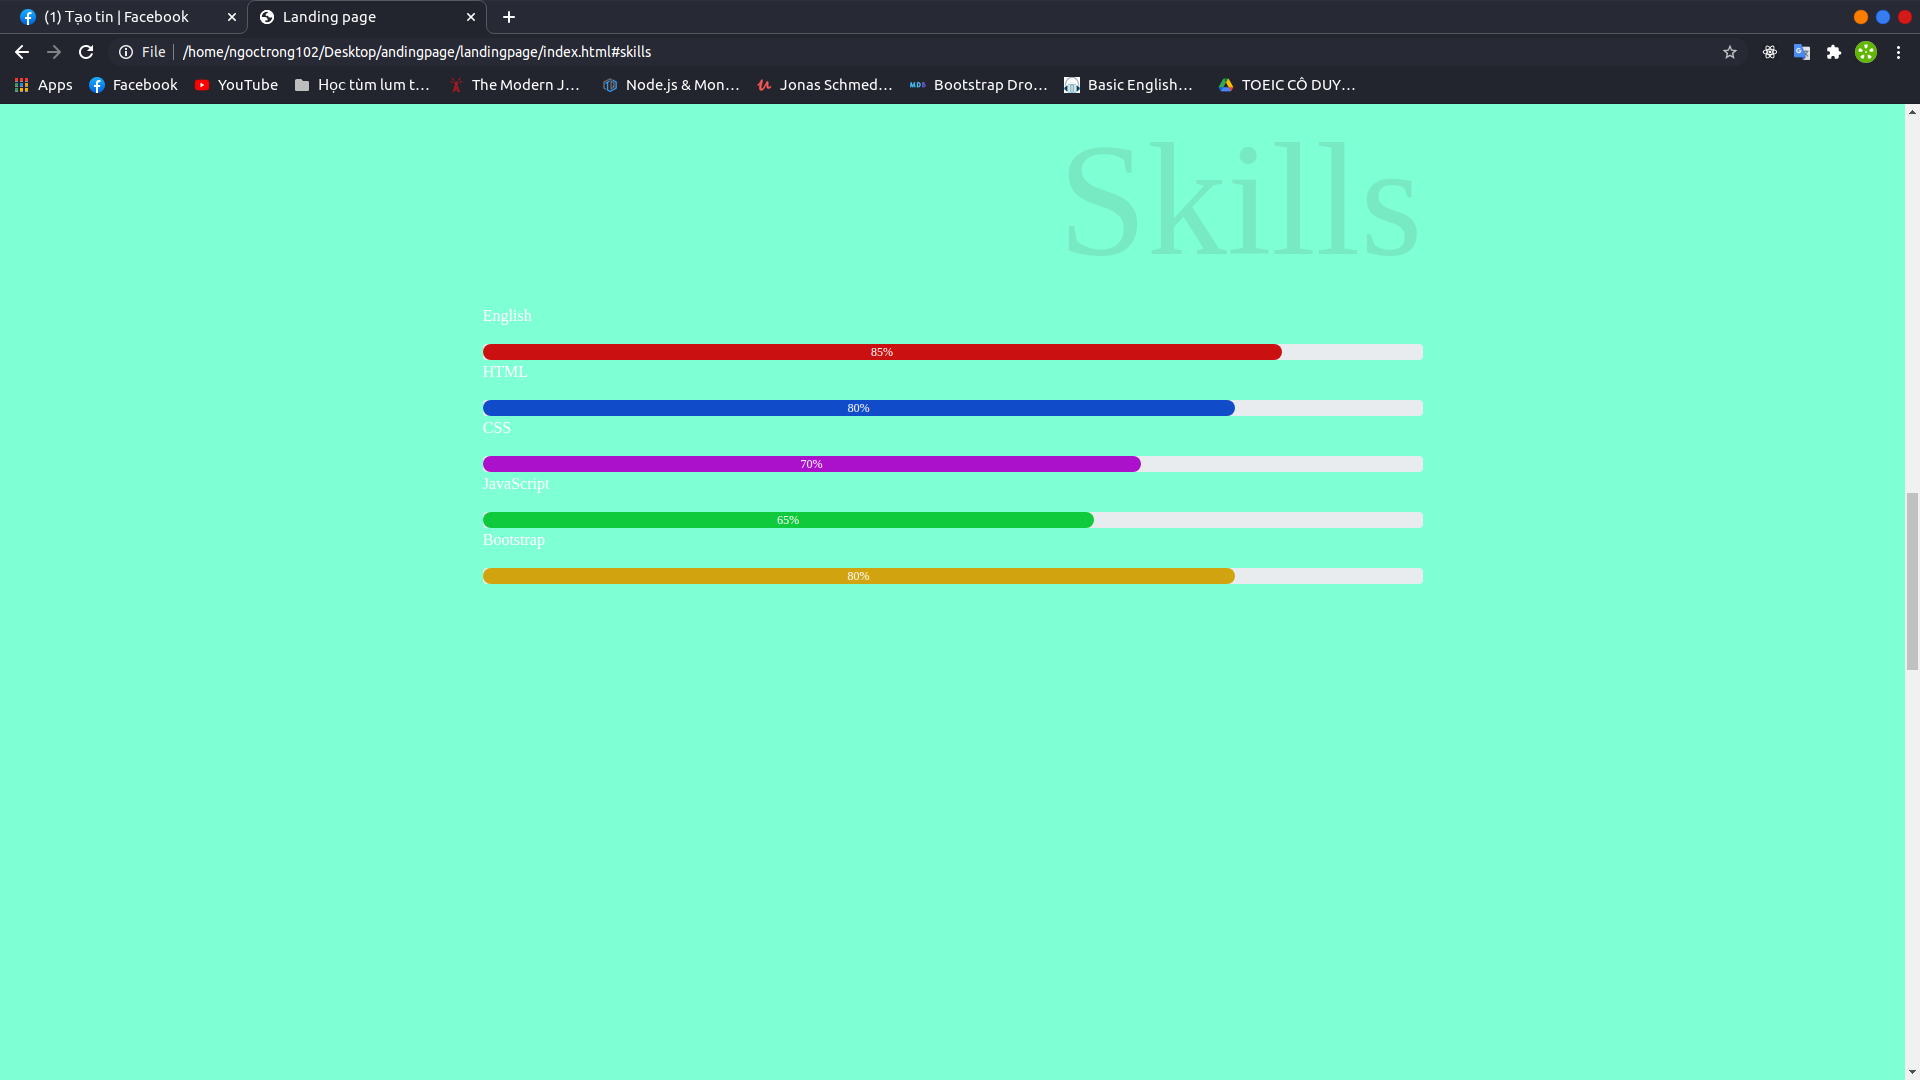 (1) Tạo tin | Facebook
Landing page
File /home/ngoctrong102/Desktop/andingpage/landingpage/index.html#skills
Apps Facebook YouTube Học tùm lum t... The Modern J... Node.js & Mon... Jonas Schmed... MDB Bootstrap Dro... Basic English... TOEIC CÔ DUY...
Skills
English
85%
HTML
80%
CSS
70%
JavaScript
65%
Bootstrap
80%